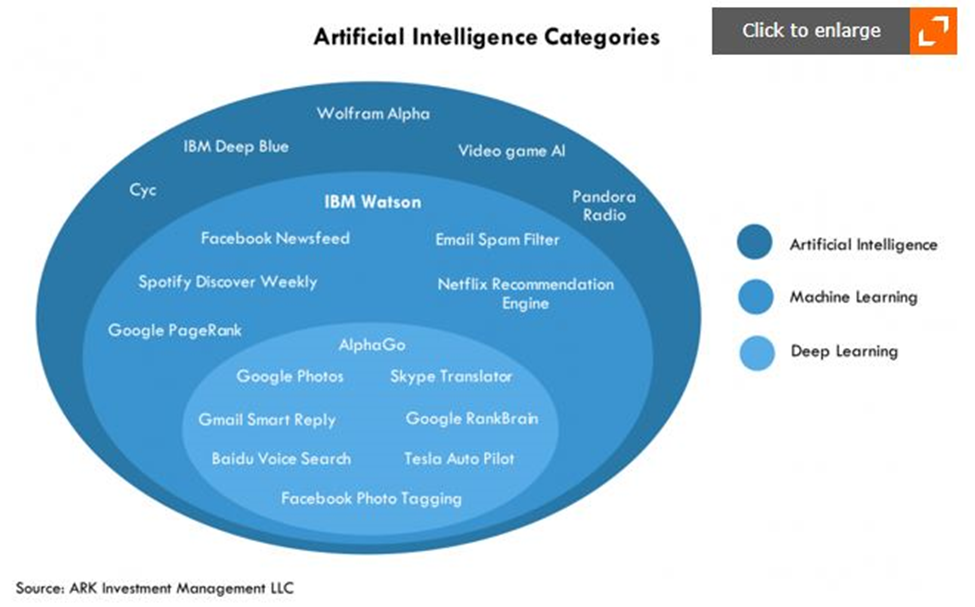 Artificial Intelligence Categories
Click to enlarge
Wolfram Alpha
IBM Deep Blue
Video game AI
Cyc
Pandora
Radio
IBM Watson
Facebook Newsfeed
Email Spam Filter
Spotify Discover Weekly
Netflix Recommendation
Engine
Google PageRank
AlphaGo
Google Photos
Skype Translator
Gmail Smart Reply
Google RankBrain
Baidu Voice Search
Tesla Auto Pilot
Facebook Photo Tagging
Artificial Intelligence
Machine Learning
Deep Learning
Source: ARK Investment Management LLC